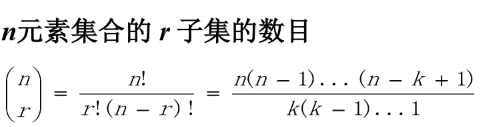 n元素集合的 r 子集的数目
(n r) = n! / r!(n - r)! = n(n - 1)...(n - k + 1) / k(k - 1)...1